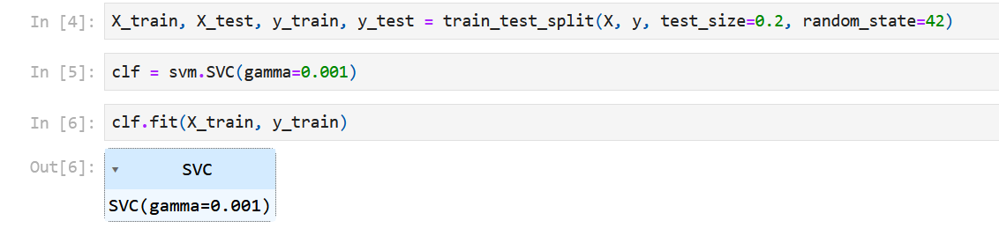 In [4]: X_train, X_test, y_train, y_test = train_test_split(X, y, test_size=0.2, random_state=42)
In [5]: clf = svm.SVC(gamma=0.001)
In [6]: clf.fit(X_train, y_train)
Out[6]: ▾ SVC
SVC(gamma=0.001)